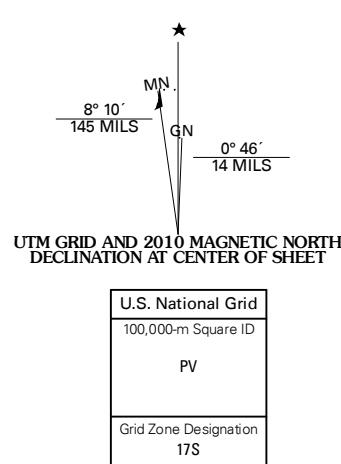 ★
MN
GN
8° 10´
145 MILS
0° 46´
14 MILS
UTM GRID AND 2010 MAGNETIC NORTH
DECLINATION AT CENTER OF SHEET
U.S. National Grid
100,000-m Square ID
PV
Grid Zone Designation
17S